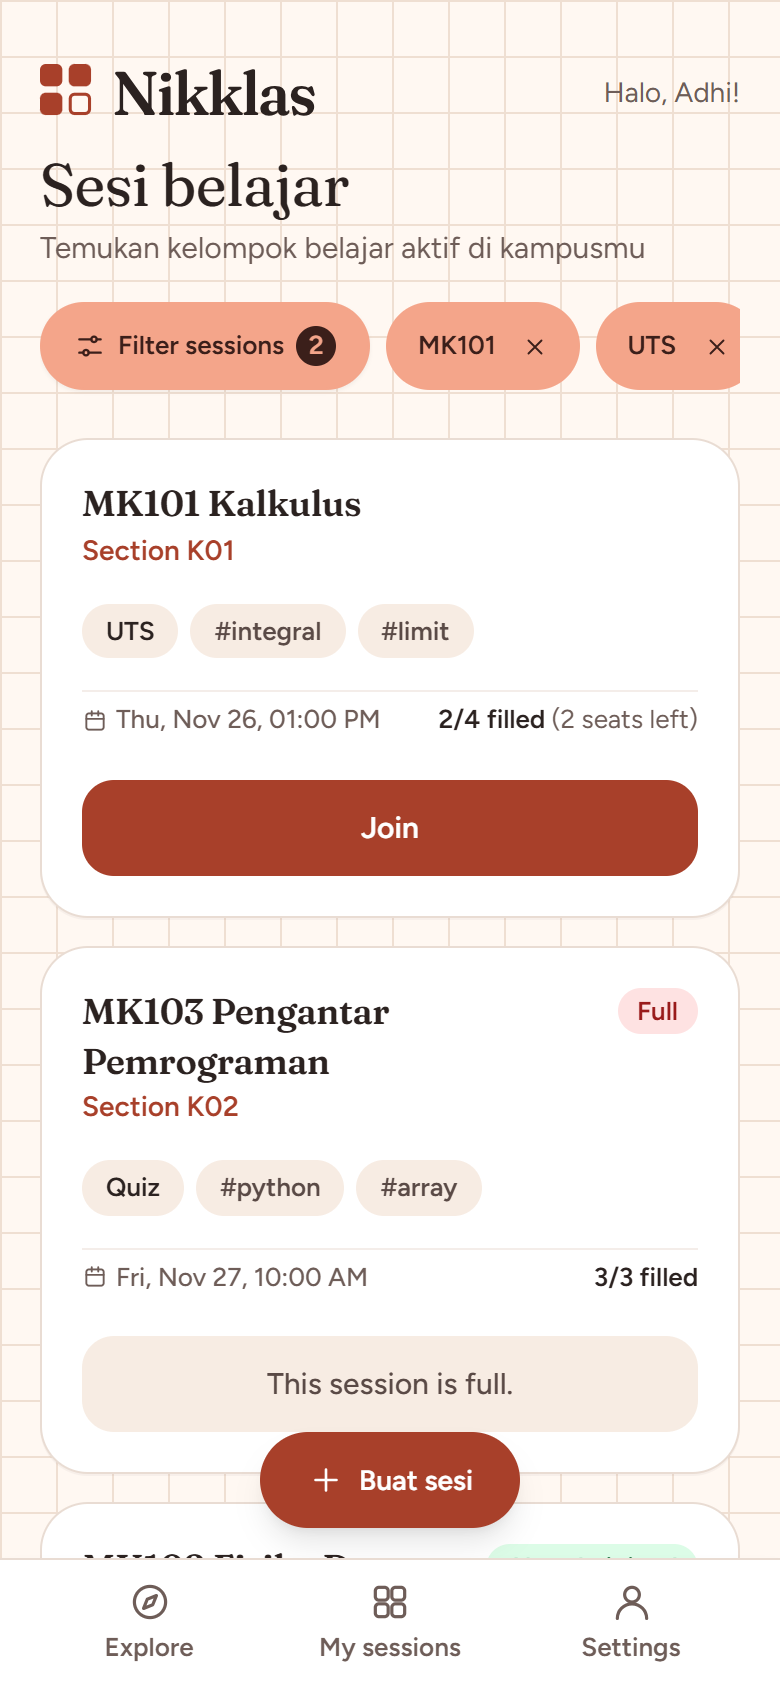 Nikklas
Halo, Adhi!
Sesi belajar
Temukan kelompok belajar aktif di kampusmu
Filter sessions 2
MK101 ×
UTS ×
MK101 Kalkulus
Section K01
UTS
#integral
#limit
Thu, Nov 26, 01:00 PM
2/4 filled (2 seats left)
Join
MK103 Pengantar
Pemrograman
Full
Section K02
Quiz
#python
#array
Fri, Nov 27, 10:00 AM
3/3 filled
This session is full.
+ Buat sesi
Explore
My sessions
Settings